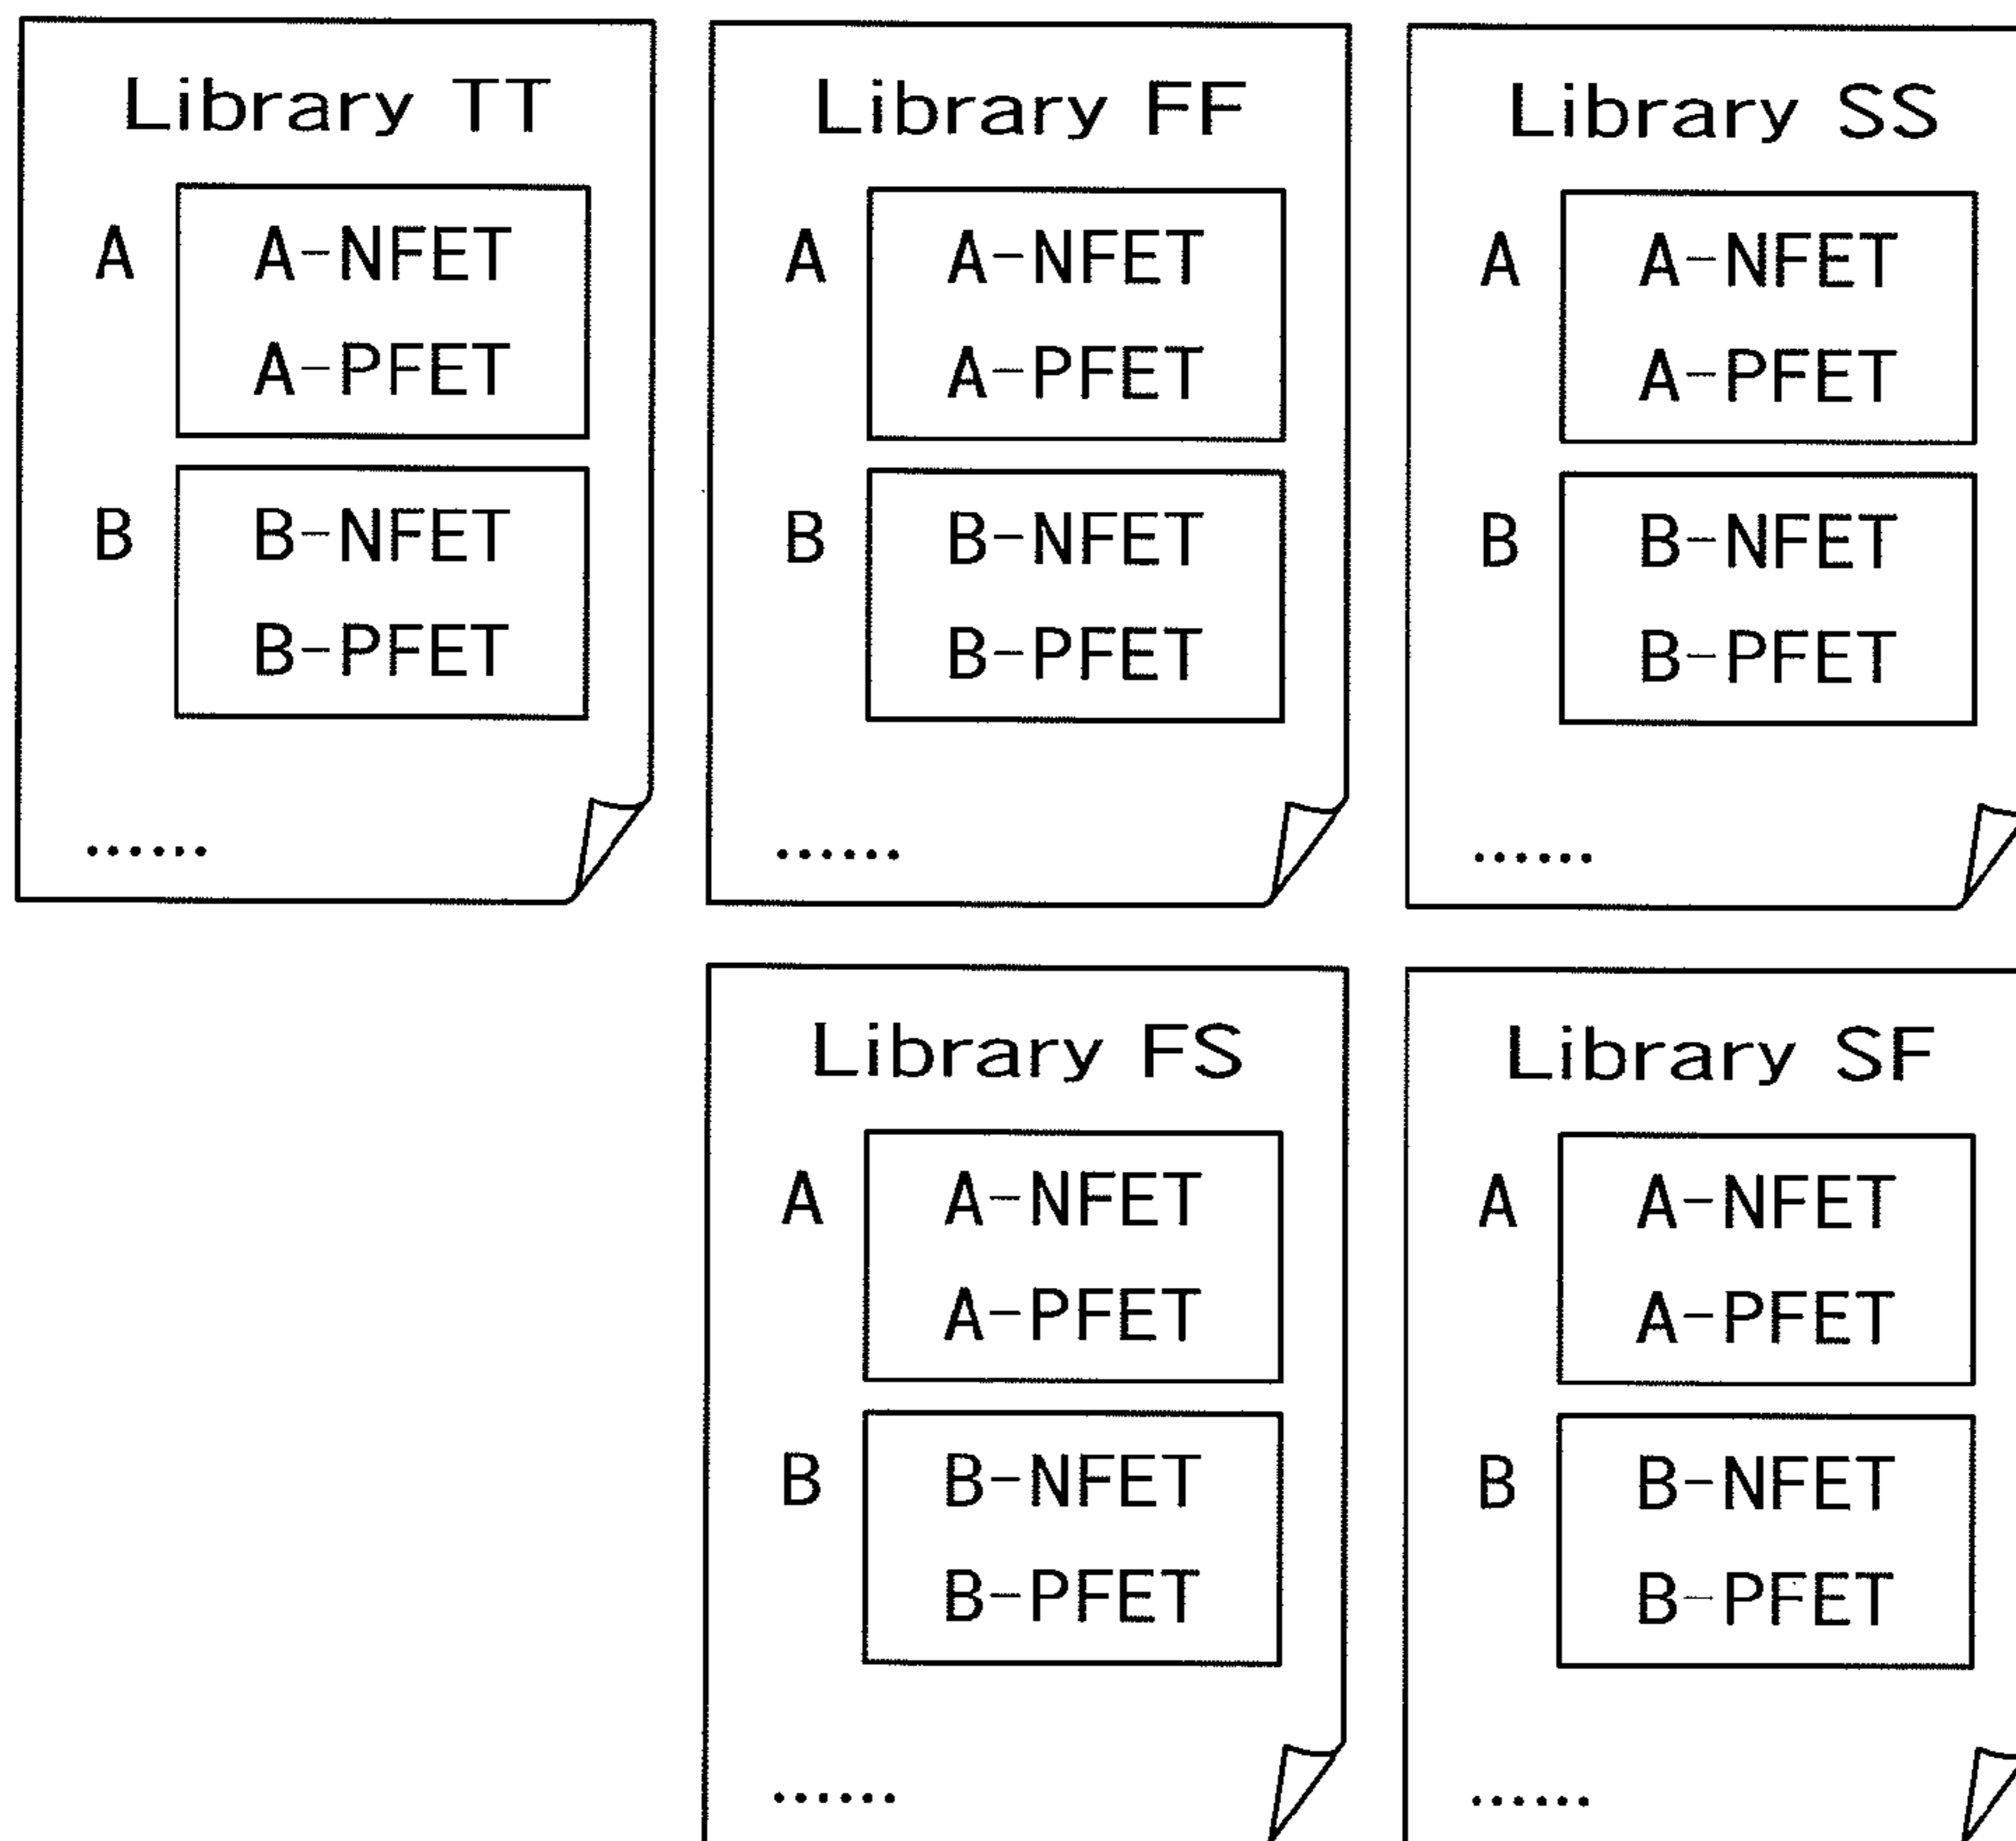 Library TT
A A-NFET
A-PFET
B B-NFET
B-PFET
......
Library FF
A A-NFET
A-PFET
B B-NFET
B-PFET
......
Library SS
A A-NFET
A-PFET
B B-NFET
B-PFET
......
Library FS
A A-NFET
A-PFET
B B-NFET
B-PFET
......
Library SF
A A-NFET
A-PFET
B B-NFET
B-PFET
......